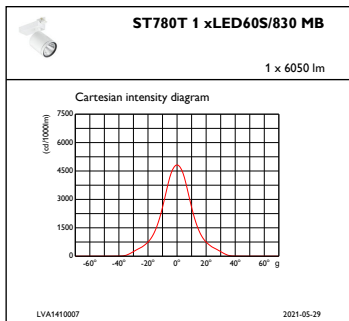 ST780T 1 xLED60S/830 MB
1 x 6050 lm
Cartesian intensity diagram
(cd/1000lm)
7500
6000
4500
3000
1500
0
-60° -40° -20° 0° 20° 40° 60° g
LVA1410007 2021-05-29